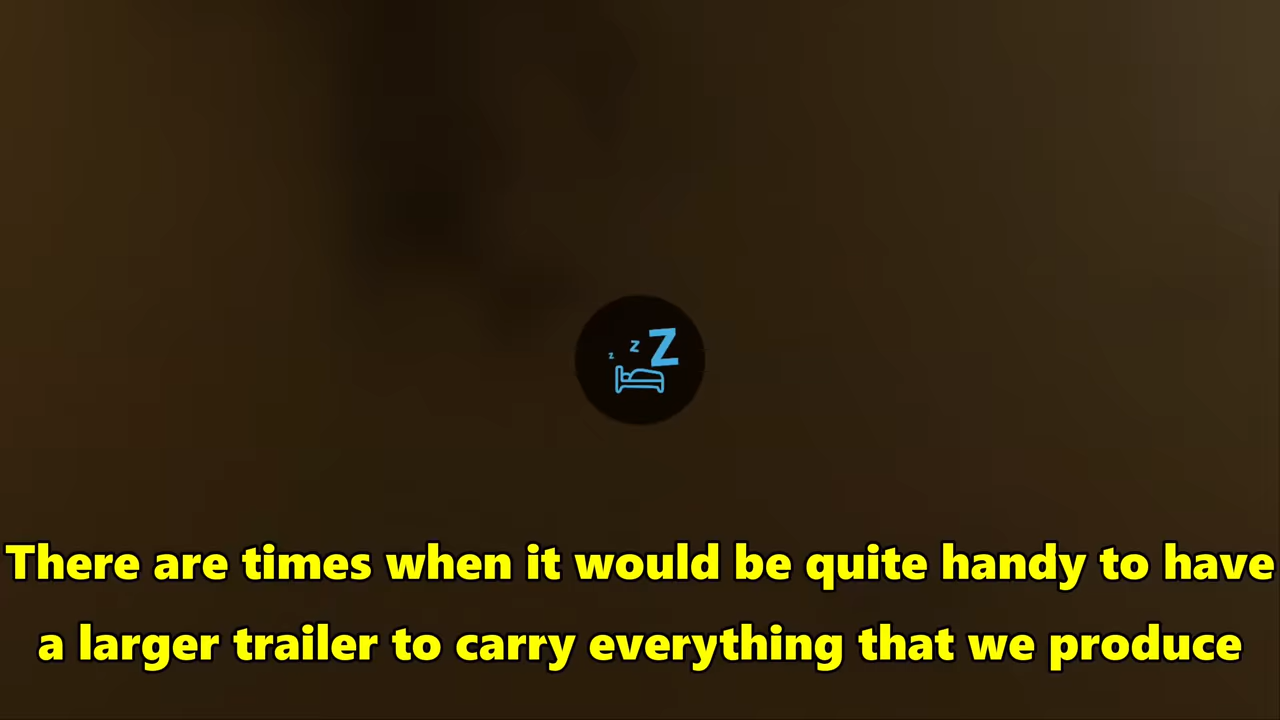 z z Z
There are times when it would be quite handy to have
a larger trailer to carry everything that we produce